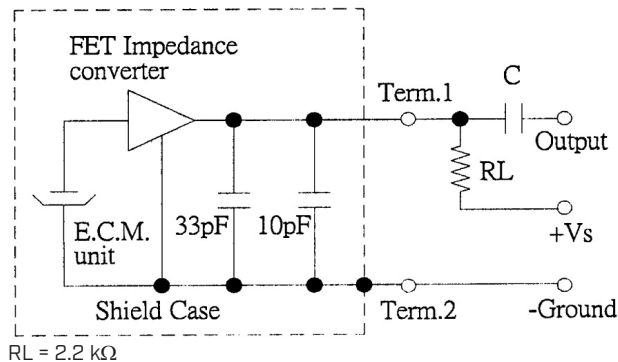 FET Impedance
converter
Term.1
C
Output
RL
+Vs
E.C.M.
unit
33pF
10pF
Shield Case
Term.2
-Ground
RL = 2.2 kΩ